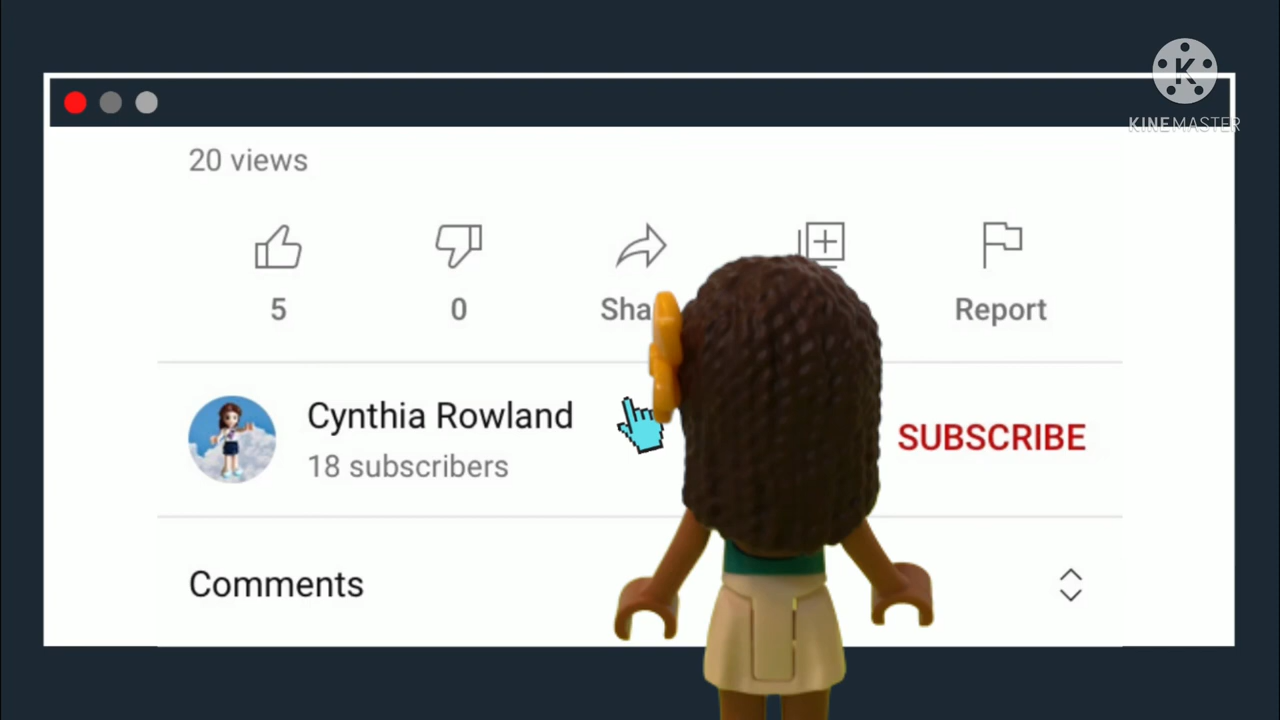 KINEMASTER
20 views
5
0
Sha
Report
Cynthia Rowland
18 subscribers
SUBSCRIBE
Comments